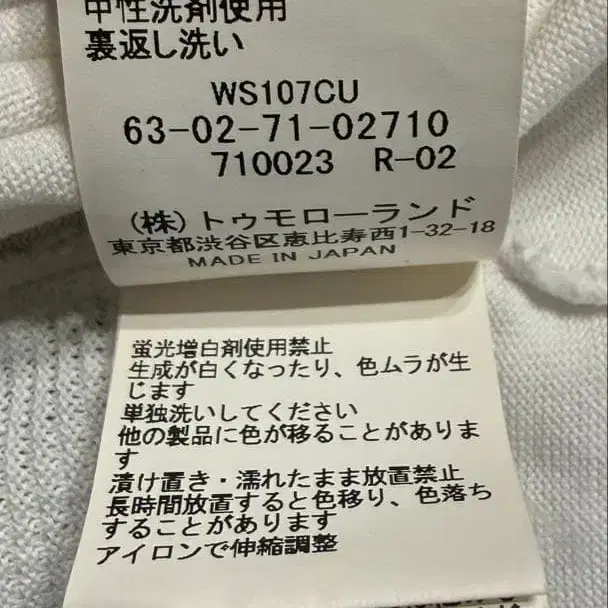 中性洗剤使用
裏返し洗い
WS107CU
63-02-71-02710
710023 R-02
(株)トゥモローランド
東京都渋谷区恵比寿西1-32-18
MADE IN JAPAN
蛍光増白剤使用禁止
生成が白くなったり、色ムラが生
じます
単独洗いしてください
他の製品に色が移ることがありま
す
漬け置き・濡れたまま放置禁止
長時間放置すると色移り、色落ち
することがあります
アイロンで伸縮調整